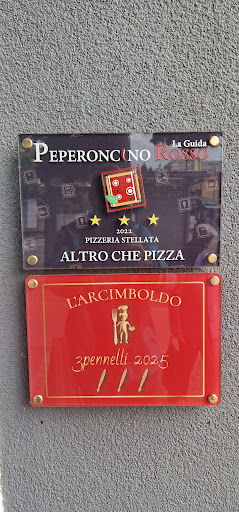 La Guida
PEPERONCINO ROSSO
2022
PIZZERIA STELLATA
ALTRO CHE PIZZA
L'ARCIMBOLDO
3pennelli 2025